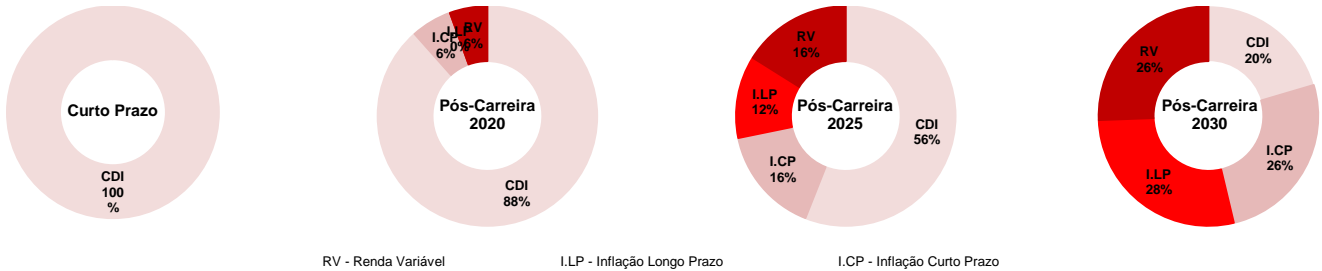 Curto Prazo
CDI
100
%
Pós-Carreira
2020
RV
6%
I.LP
0%
I.CP
6%
CDI
88%
Pós-Carreira
2025
RV
16%
I.LP
12%
I.CP
16%
CDI
56%
Pós-Carreira
2030
RV
26%
CDI
20%
I.LP
28%
I.CP
26%
RV - Renda Variável
I.LP - Inflação Longo Prazo
I.CP - Inflação Curto Prazo